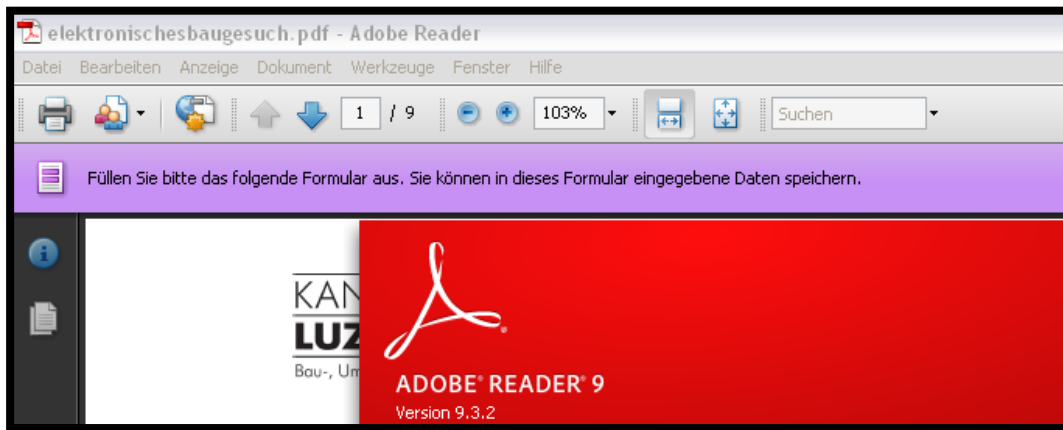 elektronischesbaugesuch.pdf - Adobe Reader
Datei Bearbeiten Anzeige Dokument Werkzeuge Fenster Hilfe
1 / 9 103% Suchen
Füllen Sie bitte das folgende Formular aus. Sie können in dieses Formular eingegebene Daten speichern.
KAN
LUZ
Bau-, Um
ADOBE® READER® 9
Version 9.3.2